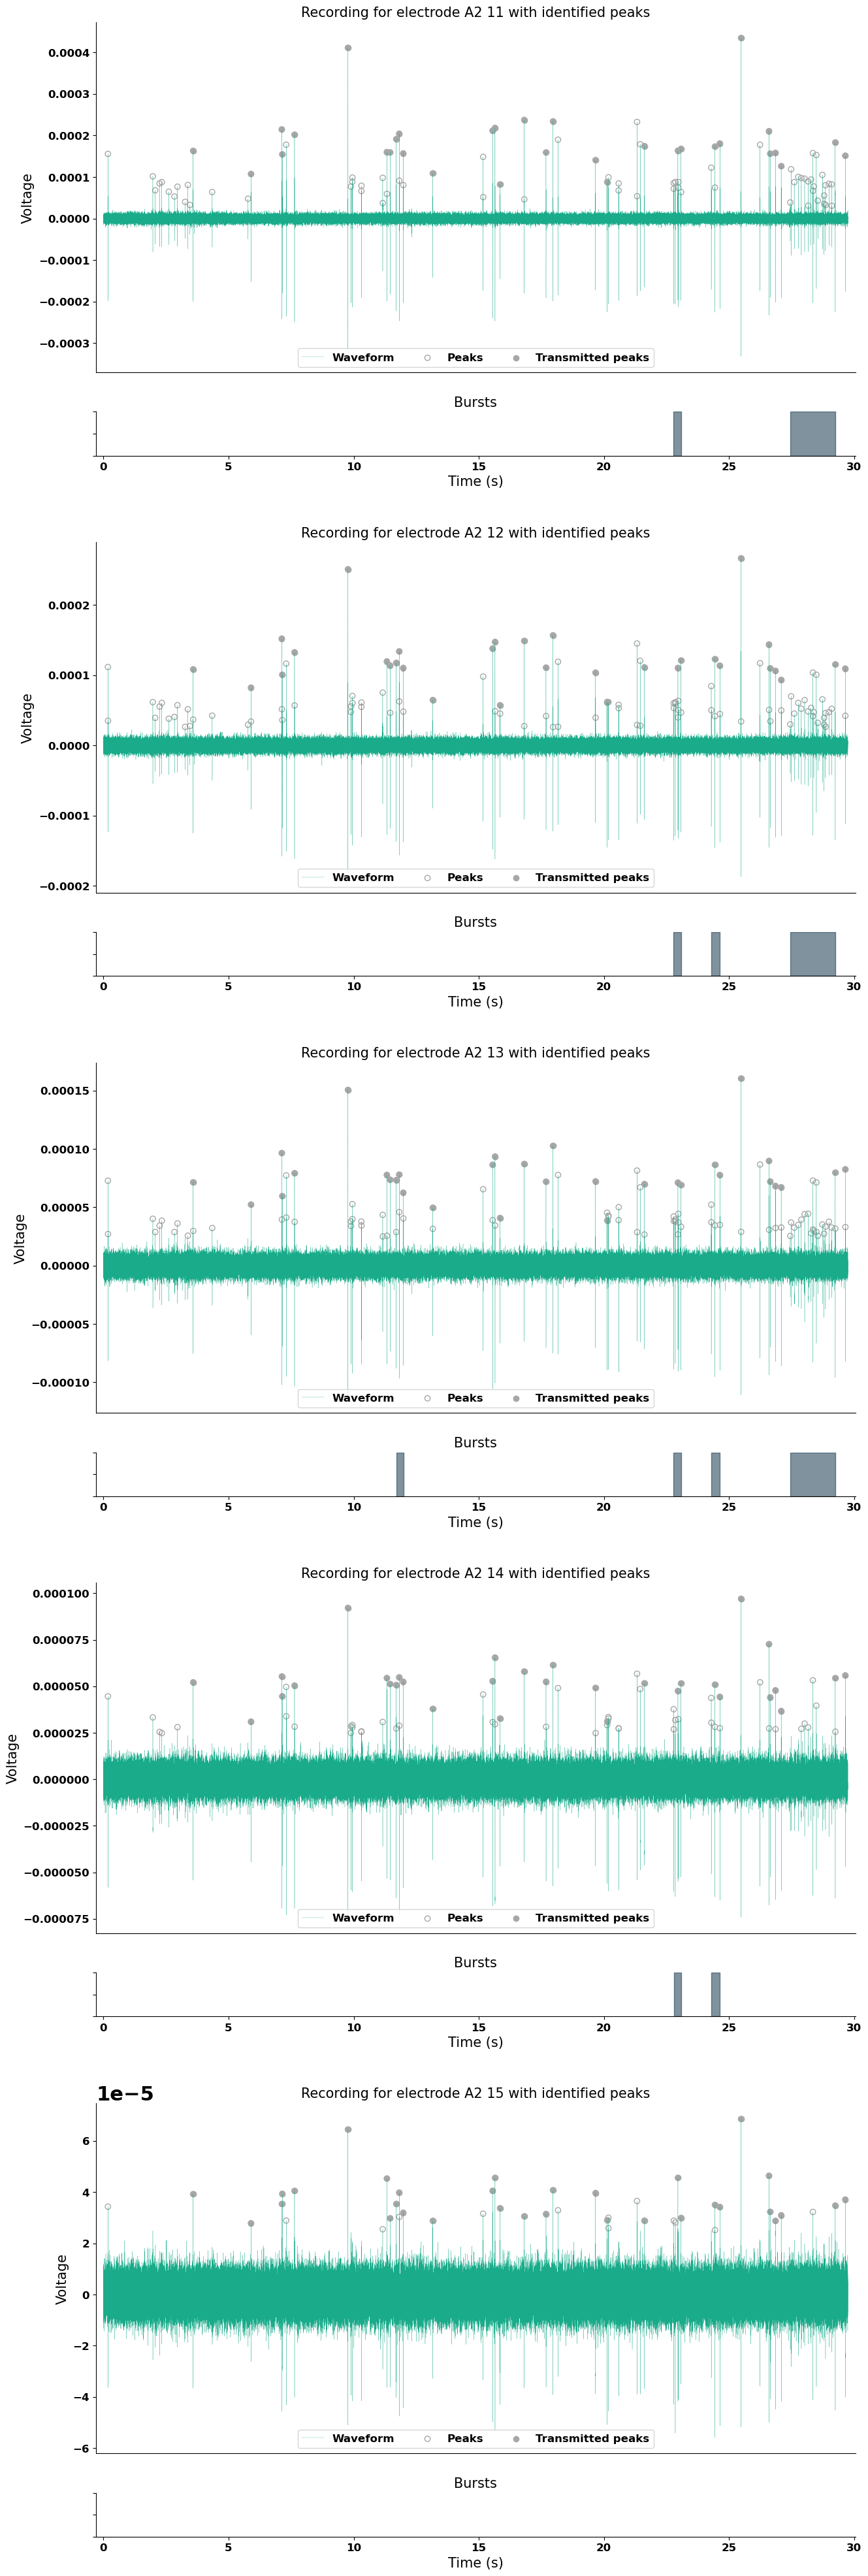 Recording for electrode A2 11 with identified peaks
Voltage
0.0004
0.0003
0.0002
0.0001
0.0000
−0.0001
−0.0002
−0.0003
Waveform Peaks Transmitted peaks
Bursts
0 5 10 15 20 25 30
Time (s)
Recording for electrode A2 12 with identified peaks
Voltage
0.0002
0.0001
0.0000
−0.0001
−0.0002
Waveform Peaks Transmitted peaks
Bursts
0 5 10 15 20 25 30
Time (s)
Recording for electrode A2 13 with identified peaks
Voltage
0.00015
0.00010
0.00005
0.00000
−0.00005
−0.00010
Waveform Peaks Transmitted peaks
Bursts
0 5 10 15 20 25 30
Time (s)
Recording for electrode A2 14 with identified peaks
Voltage
0.000100
0.000075
0.000050
0.000025
0.000000
−0.000025
−0.000050
−0.000075
Waveform Peaks Transmitted peaks
Bursts
0 5 10 15 20 25 30
Time (s)
1e−5
Recording for electrode A2 15 with identified peaks
Voltage
6
4
2
0
−2
−4
−6
Waveform Peaks Transmitted peaks
Bursts
0 5 10 15 20 25 30
Time (s)